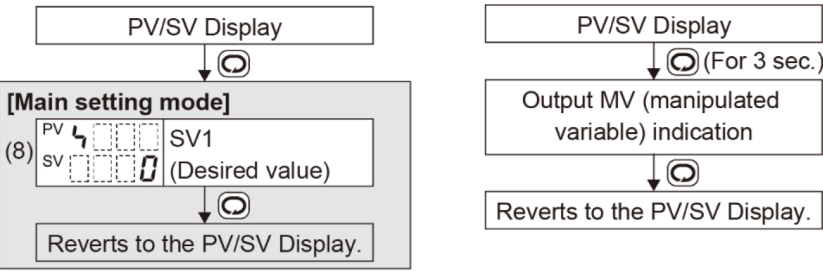 PV/SV Display
[Main setting mode]
(8)
PV
SV
0
SV1
(Desired value)
Reverts to the PV/SV Display.
PV/SV Display
(For 3 sec.)
Output MV (manipulated
variable) indication
Reverts to the PV/SV Display.